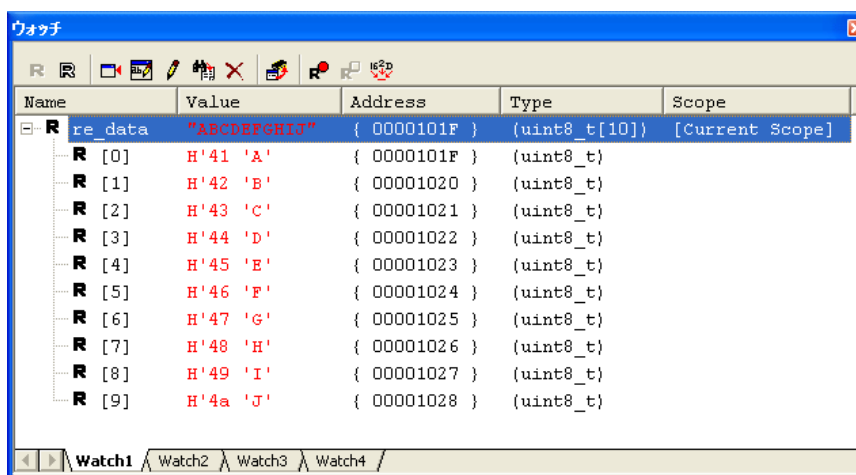 ウォッチ
Name Value Address Type Scope
R re_data "ABCDEFGHIJ" { 0000101F } (uint8_t[10]) [Current Scope]
R [0] H'41 'A' { 0000101F } (uint8_t)
R [1] H'42 'B' { 00001020 } (uint8_t)
R [2] H'43 'C' { 00001021 } (uint8_t)
R [3] H'44 'D' { 00001022 } (uint8_t)
R [4] H'45 'E' { 00001023 } (uint8_t)
R [5] H'46 'F' { 00001024 } (uint8_t)
R [6] H'47 'G' { 00001025 } (uint8_t)
R [7] H'48 'H' { 00001026 } (uint8_t)
R [8] H'49 'I' { 00001027 } (uint8_t)
R [9] H'4a 'J' { 00001028 } (uint8_t)
Watch1 Watch2 Watch3 Watch4